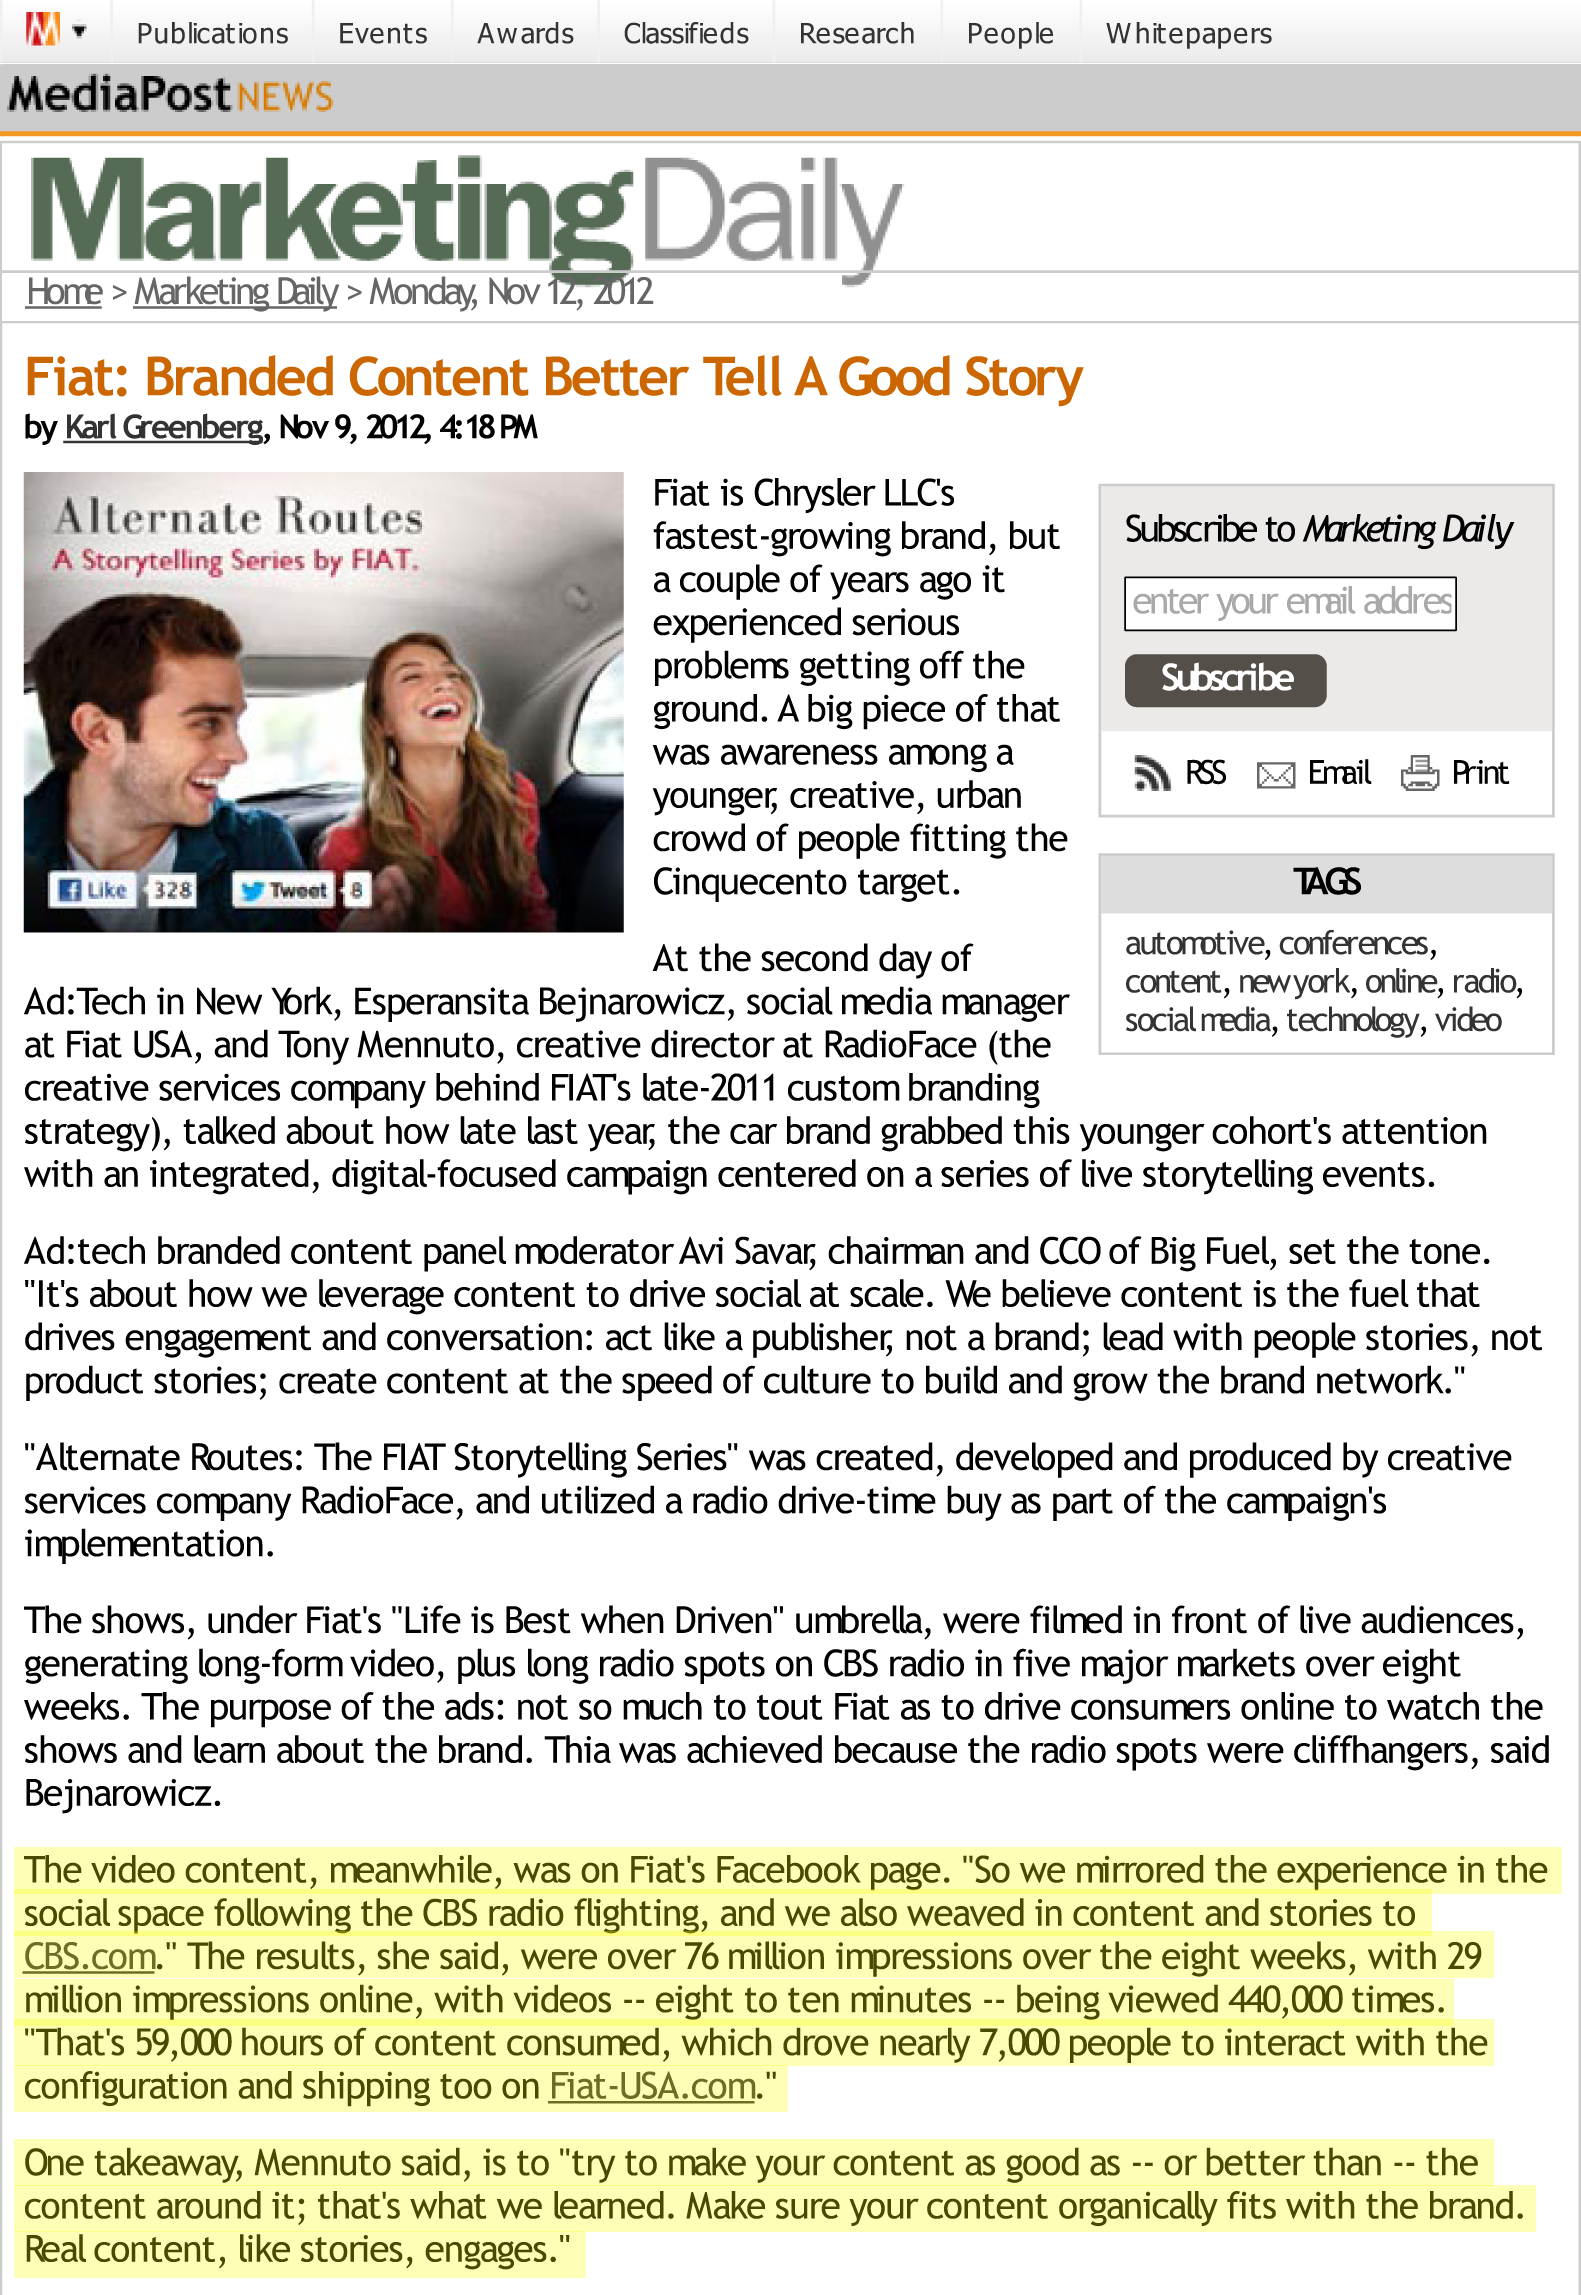 Publications Events Awards Classifieds Research People Whitepapers
MediaPost NEWS
MarketingDaily
Home > Marketing Daily > Monday, Nov 12, 2012
Fiat: Branded Content Better Tell A Good Story
by Karl Greenberg, Nov 9, 2012, 4:18 PM
Alternate Routes
A Storytelling Series by FIAT.
Like 328 Tweet 8
Fiat is Chrysler LLC's
fastest-growing brand, but
a couple of years ago it
experienced serious
problems getting off the
ground. A big piece of that
was awareness among a
younger, creative, urban
crowd of people fitting the
Cinquecento target.
Subscribe to Marketing Daily
enter your email addres
Subscribe
RSS Email Print
TAGS
automotive, conferences,
content, new york, online, radio,
social media, technology, video
At the second day of
Ad:Tech in New York, Esperansita Bejnarowicz, social media manager
at Fiat USA, and Tony Mennuto, creative director at RadioFace (the
creative services company behind FIAT's late-2011 custom branding
strategy), talked about how late last year, the car brand grabbed this younger cohort's attention
with an integrated, digital-focused campaign centered on a series of live storytelling events.
Ad:tech branded content panel moderator Avi Savar, chairman and CCO of Big Fuel, set the tone.
"It's about how we leverage content to drive social at scale. We believe content is the fuel that
drives engagement and conversation: act like a publisher, not a brand; lead with people stories, not
product stories; create content at the speed of culture to build and grow the brand network."
"Alternate Routes: The FIAT Storytelling Series" was created, developed and produced by creative
services company RadioFace, and utilized a radio drive-time buy as part of the campaign's
implementation.
The shows, under Fiat's "Life is Best when Driven" umbrella, were filmed in front of live audiences,
generating long-form video, plus long radio spots on CBS radio in five major markets over eight
weeks. The purpose of the ads: not so much to tout Fiat as to drive consumers online to watch the
shows and learn about the brand. Thia was achieved because the radio spots were cliffhangers, said
Bejnarowicz.
The video content, meanwhile, was on Fiat's Facebook page. "So we mirrored the experience in the
social space following the CBS radio flighting, and we also weaved in content and stories to
CBS.com." The results, she said, were over 76 million impressions over the eight weeks, with 29
million impressions online, with videos -- eight to ten minutes -- being viewed 440,000 times.
"That's 59,000 hours of content consumed, which drove nearly 7,000 people to interact with the
configuration and shipping too on Fiat-USA.com."
One takeaway, Mennuto said, is to "try to make your content as good as -- or better than -- the
content around it; that's what we learned. Make sure your content organically fits with the brand.
Real content, like stories, engages."